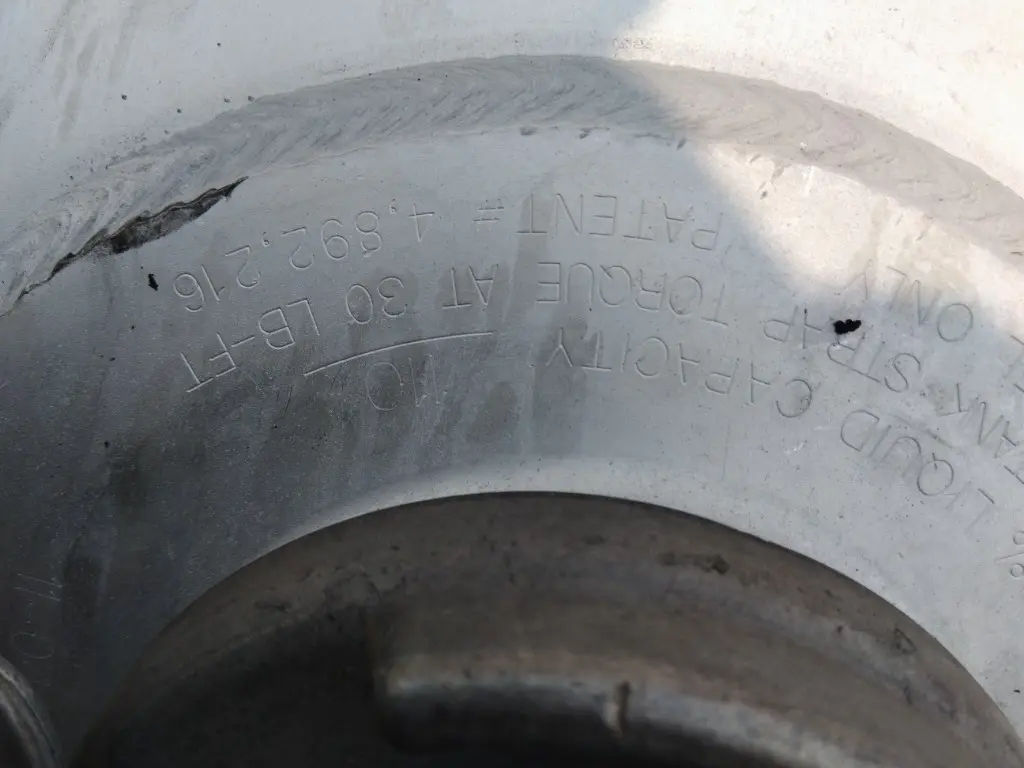 % LIQUID CAPACITY: 110
TANK STRAP TORQUE AT 30 LB-FT
ONLY PATENT # 4,892,216